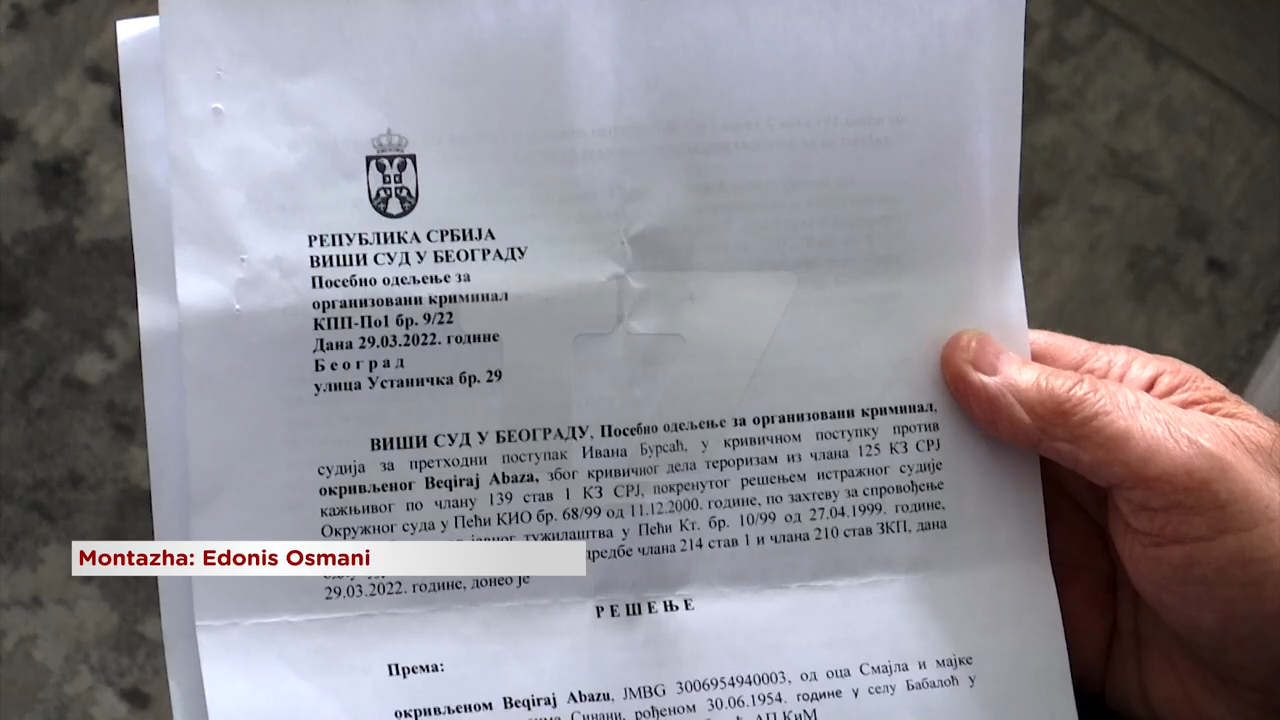 РЕПУБЛИКА СРБИЈА
ВИШИ СУД У БЕОГРАДУ
Посебно одељење за
организовани криминал
КПП-По1 бр. 9/22
Дана 29.03.2022. године
Б е о г р а д
улица Устаничка бр. 29
ВИШИ СУД У БЕОГРАДУ, Посебно одељење за организовани криминал,
судија за претходни поступак Ивана Бурсаћ, у кривичном поступку против
окривљеног Beqiraj Abaza, због кривичног дела тероризам из члана 125 КЗ СРЈ
кажњивог по члану 139 став 1 КЗ СРЈ, покренутог решењем истражног судије
Окружног суда у Пећи КИО бр. 68/99 од 11.12.2000. године, по захтеву за спровођење
тужилаштва у Пећи Кт. бр. 10/99 од 27.04.1999. године,
члана 214 став 1 и члана 210 став ЗКП, дана
29.03.2022. године, донео је
Р Е Ш Е Њ Е
Према:
окривљеном Beqiraj Abazu, JMBG 3006954940003, од оца Смајла и мајке
Синани, рођеном 30.06.1954. године у селу Бабалоћ у
АП КиМ
Montazha: Edonis Osmani